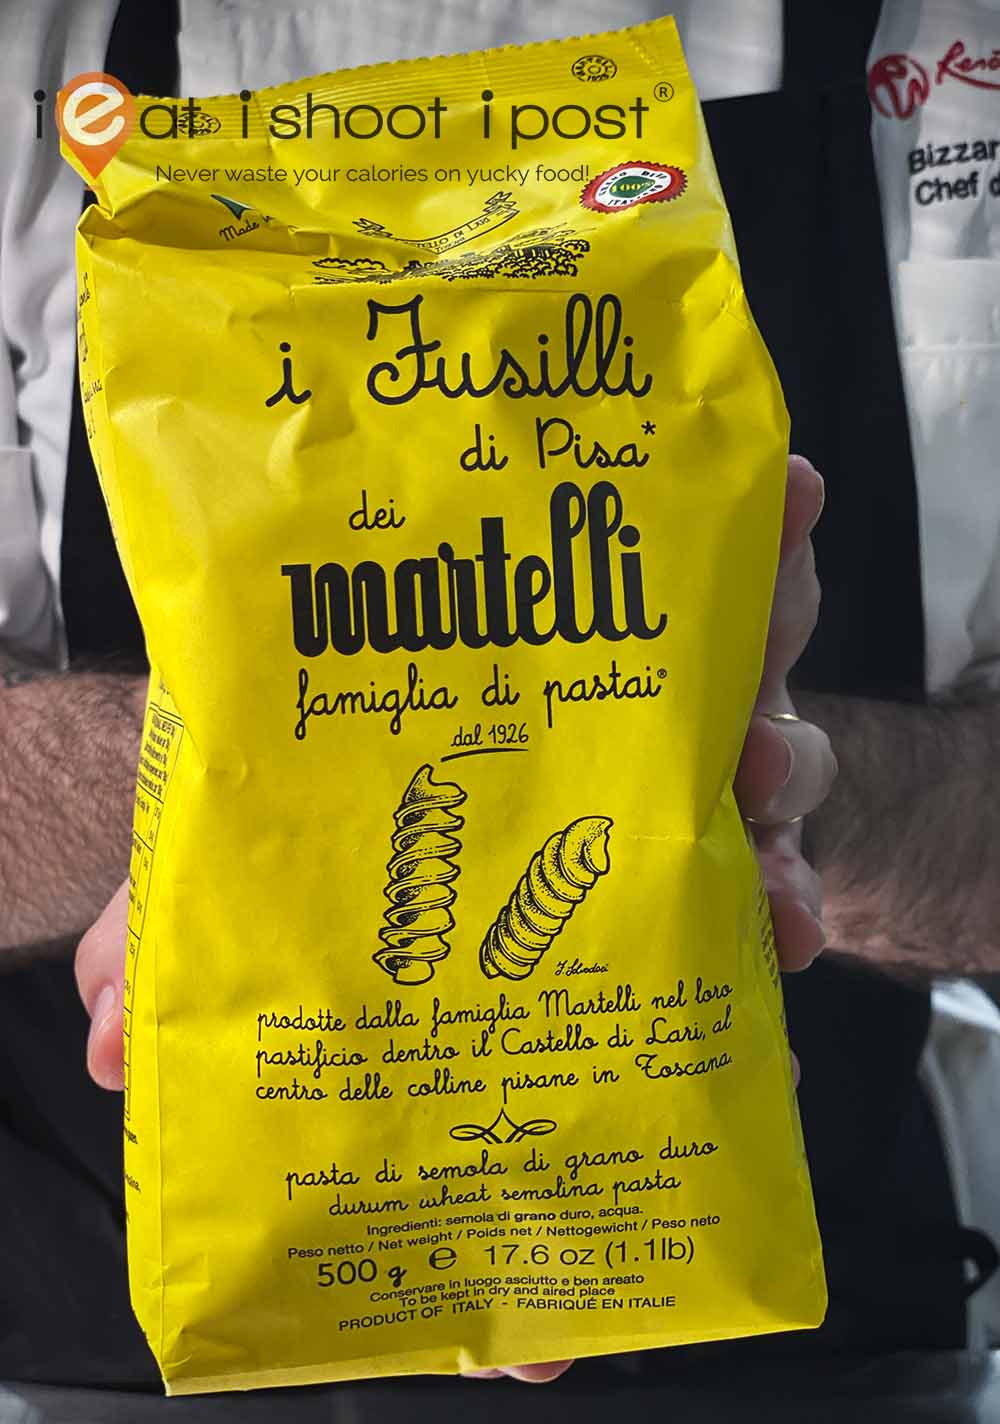 i eat i shoot i post®
Never waste your calories on yucky food!
100%
Made
i Fusilli
di Pisa*
dei
martelli
famiglia di pastai®
dal 1926
prodotte dalla famiglia Martelli nel loro
pastificio dentro il Castello di Lari, al
centro delle colline pisane in Toscana.
pasta di semola di grano duro
durum wheat semolina pasta
Ingredienti: semola di grano duro, acqua.
Peso netto / Net weight / Poids net / Nettogewicht / Peso neto
500 g e 17.6 oz (1.1lb)
Conservare in luogo asciutto e ben areato
To be kept in dry and aired place
PRODUCT OF ITALY - FABRIQUÉ EN ITALIE
Bizzar
Chef d